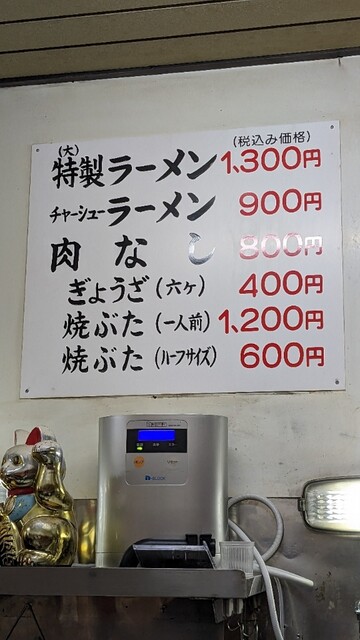 (税込み価格)
(大)
特製ラーメン 1,300円
チャーシューラーメン 900円
肉なし 800円
ぎょうざ(六ヶ) 400円
焼ぶた(一人前) 1,200円
焼ぶた(ハーフサイズ) 600円